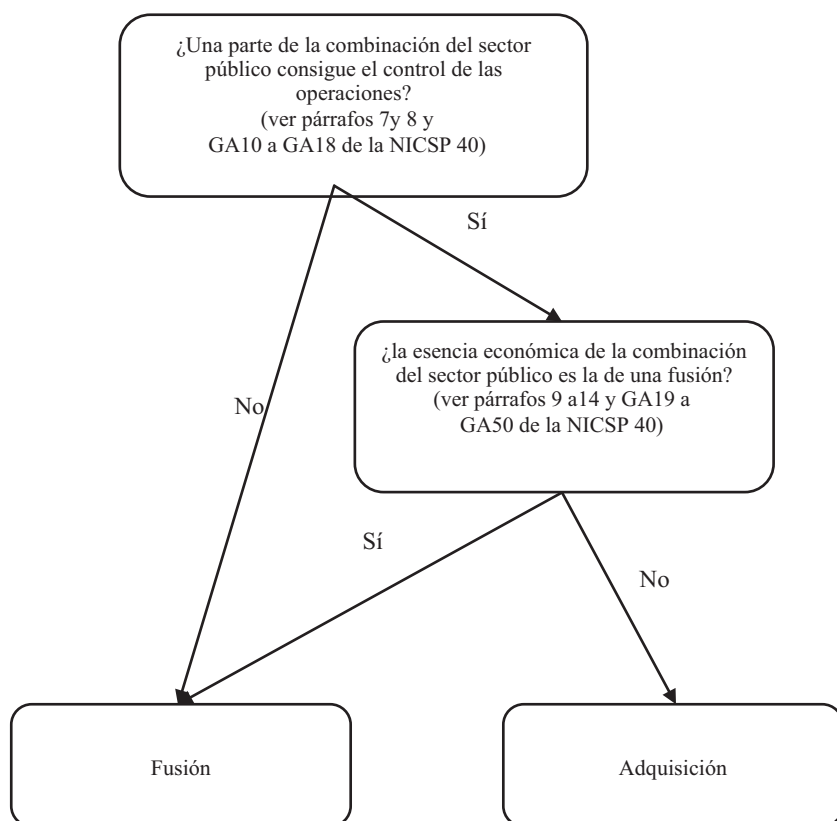 ¿Una parte de la combinación del sector
público consigue el control de las
operaciones?
(ver párrafos 7y 8 y
GA10 a GA18 de la NICSP 40)
Sí
¿la esencia económica de la combinación
del sector público es la de una fusión?
(ver párrafos 9 a14 y GA19 a
GA50 de la NICSP 40)
No
Sí
No
Fusión
Adquisición